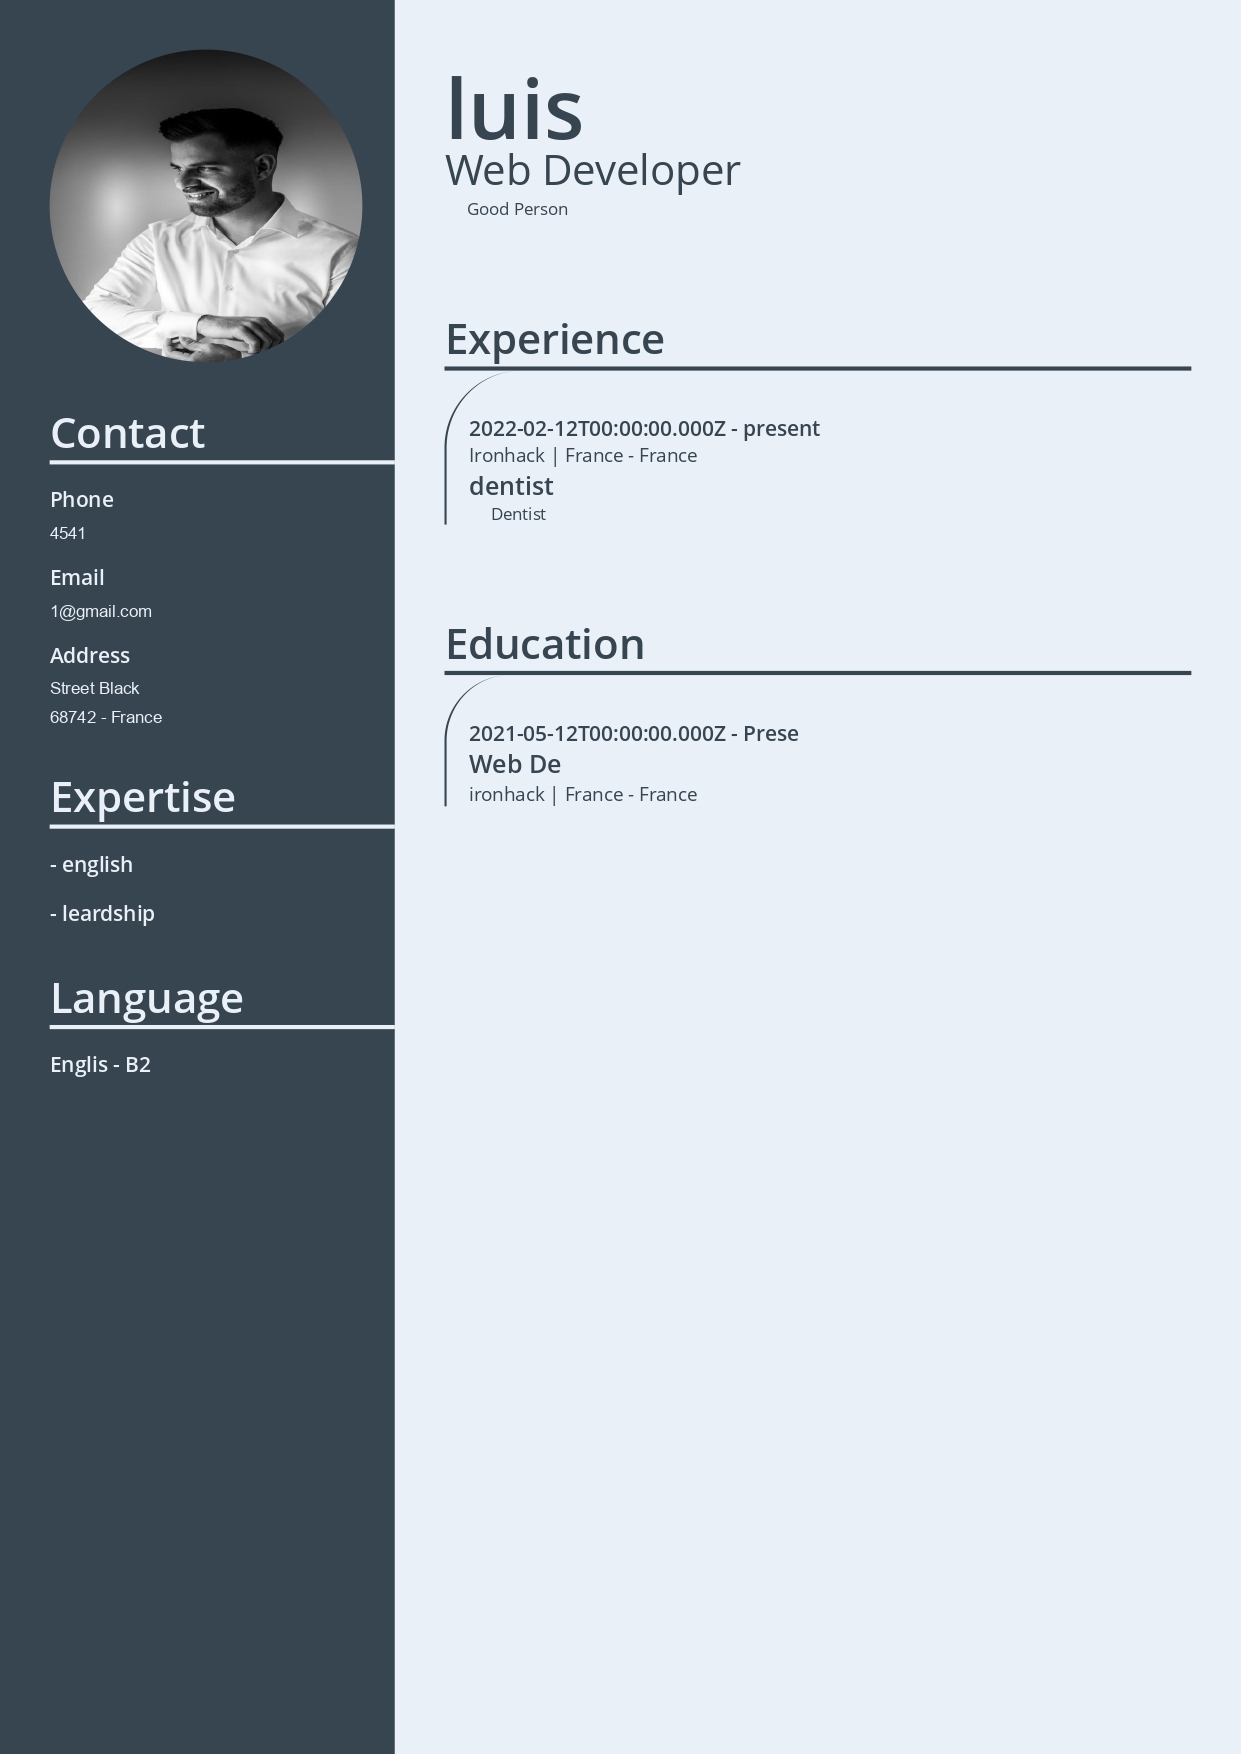 luis
Web Developer
Good Person
Contact
Phone
4541
Email
1@gmail.com
Address
Street Black
68742 - France
Expertise
- english
- leardship
Language
Englis - B2
Experience
2022-02-12T00:00:00.000Z - present
Ironhack | France - France
dentist
Dentist
Education
2021-05-12T00:00:00.000Z - Prese
Web De
ironhack | France - France